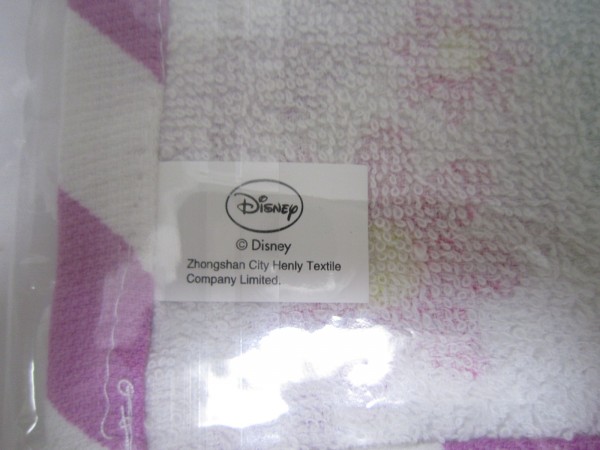 Disney
© Disney
Zhongshan City Henly Textile
Company Limited.